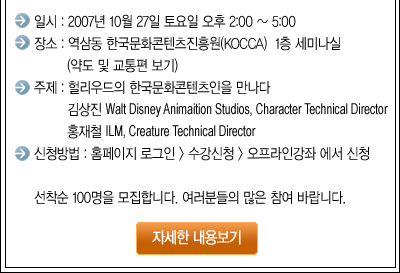 일시 : 2007년 10월 27일 토요일 오후 2:00 ~ 5:00
장소 : 역삼동 한국문화콘텐츠진흥원(KOCCA) 1층 세미나실
(약도 및 교통편 보기)
주제 : 헐리우드의 한국문화콘텐츠인을 만나다
김상진 Walt Disney Animaition Studios, Character Technical Director
홍재철 ILM, Creature Technical Director
신청방법 : 홈페이지 로그인 > 수강신청 > 오프라인강좌 에서 신청
선착순 100명을 모집합니다. 여러분들의 많은 참여 바랍니다.
자세한 내용보기